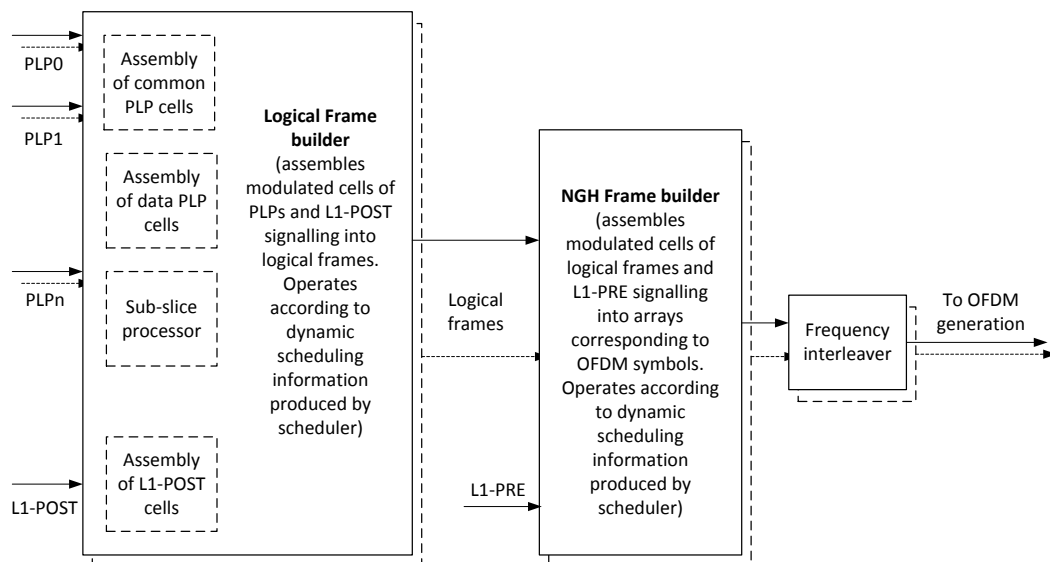 PLP0
PLP1
PLPn
L1-POST
Assembly
of common
PLP cells
Assembly
of data PLP
cells
Sub-slice
processor
Assembly
of L1-POST
cells
Logical Frame
builder
(assembles
modulated cells of
PLPs and L1-POST
signalling into
logical frames.
Operates
according to
dynamic
scheduling
information
produced by
scheduler)
Logical
frames
L1-PRE
NGH Frame builder
(assembles
modulated cells of
logical frames and
L1-PRE signalling
into arrays
corresponding to
OFDM symbols.
Operates according
to dynamic
scheduling
information
produced by
scheduler)
Frequency
interleaver
To OFDM
generation